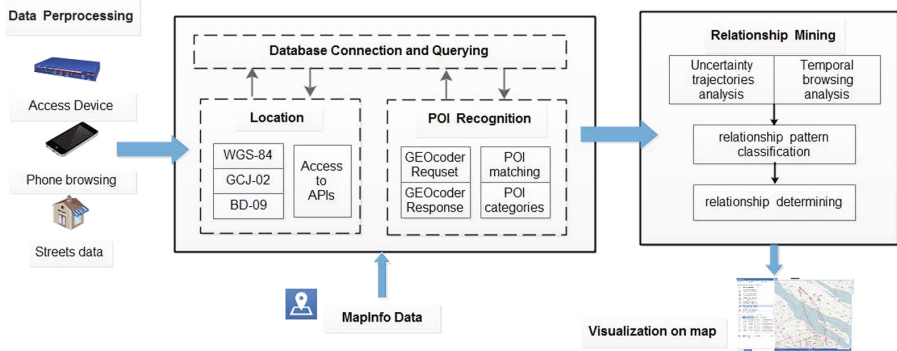 Data Perprocessing
Access Device
Phone browsing
Streets data
Database Connection and Querying
Location
WGS-84
GCJ-02
BD-09
Access
to
APIs
POI Recognition
GEOcoder
Requset
GEOcoder
Response
POI
matching
POI
categories
MapInfo Data
Relationship Mining
Uncertainty
trajectories
analysis
Temporal
browsing analysis
relationship pattern
classification
relationship determining
Visualization on map